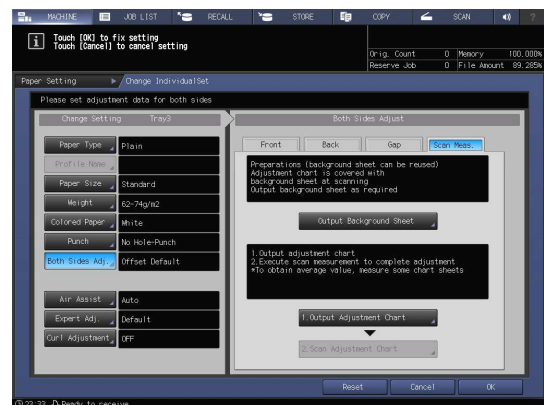 MACHINE JOB LIST RECALL STORE COPY SCAN ?
Touch [OK] to fix setting
Touch [Cancel] to cancel setting
Orig. Count 0 Memory 100.000%
Reserve Job 0 File Amount 89.285%
Paper Setting Change IndividualSet
Please set adjustment data for both sides
Change Setting Tray3
Both Sides Adjust
Paper Type Plain
Profile Name
Paper Size Standard
Weight 62-74g/m2
Colored Paper White
Punch No Hole-Punch
Both Sides Adj. Offset Default
Air Assist Auto
Expert Adj. Default
Curl Adjustment OFF
Front Back Gap Scan Meas.
Preparations (background sheet can be reused)
Adjustment chart is covered with
background sheet at scanning
Output background sheet as required
Output Background Sheet
1.Output adjustment chart
2.Execute scan measurement to complete adjustment
*To obtain average value, measure some chart sheets
1.Output Adjustment Chart
2.Scan Adjustment Chart
Reset Cancel OK
23:33 Ready to receive